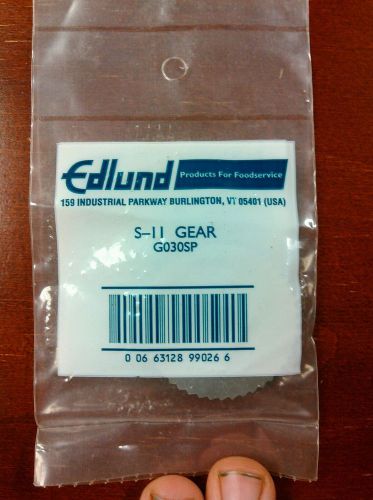 Edlund Products For Foodservice
159 INDUSTRIAL PARKWAY BURLINGTON, VT 05401 (USA)
S-11 GEAR
G030SP
0 06 63128 99026 6